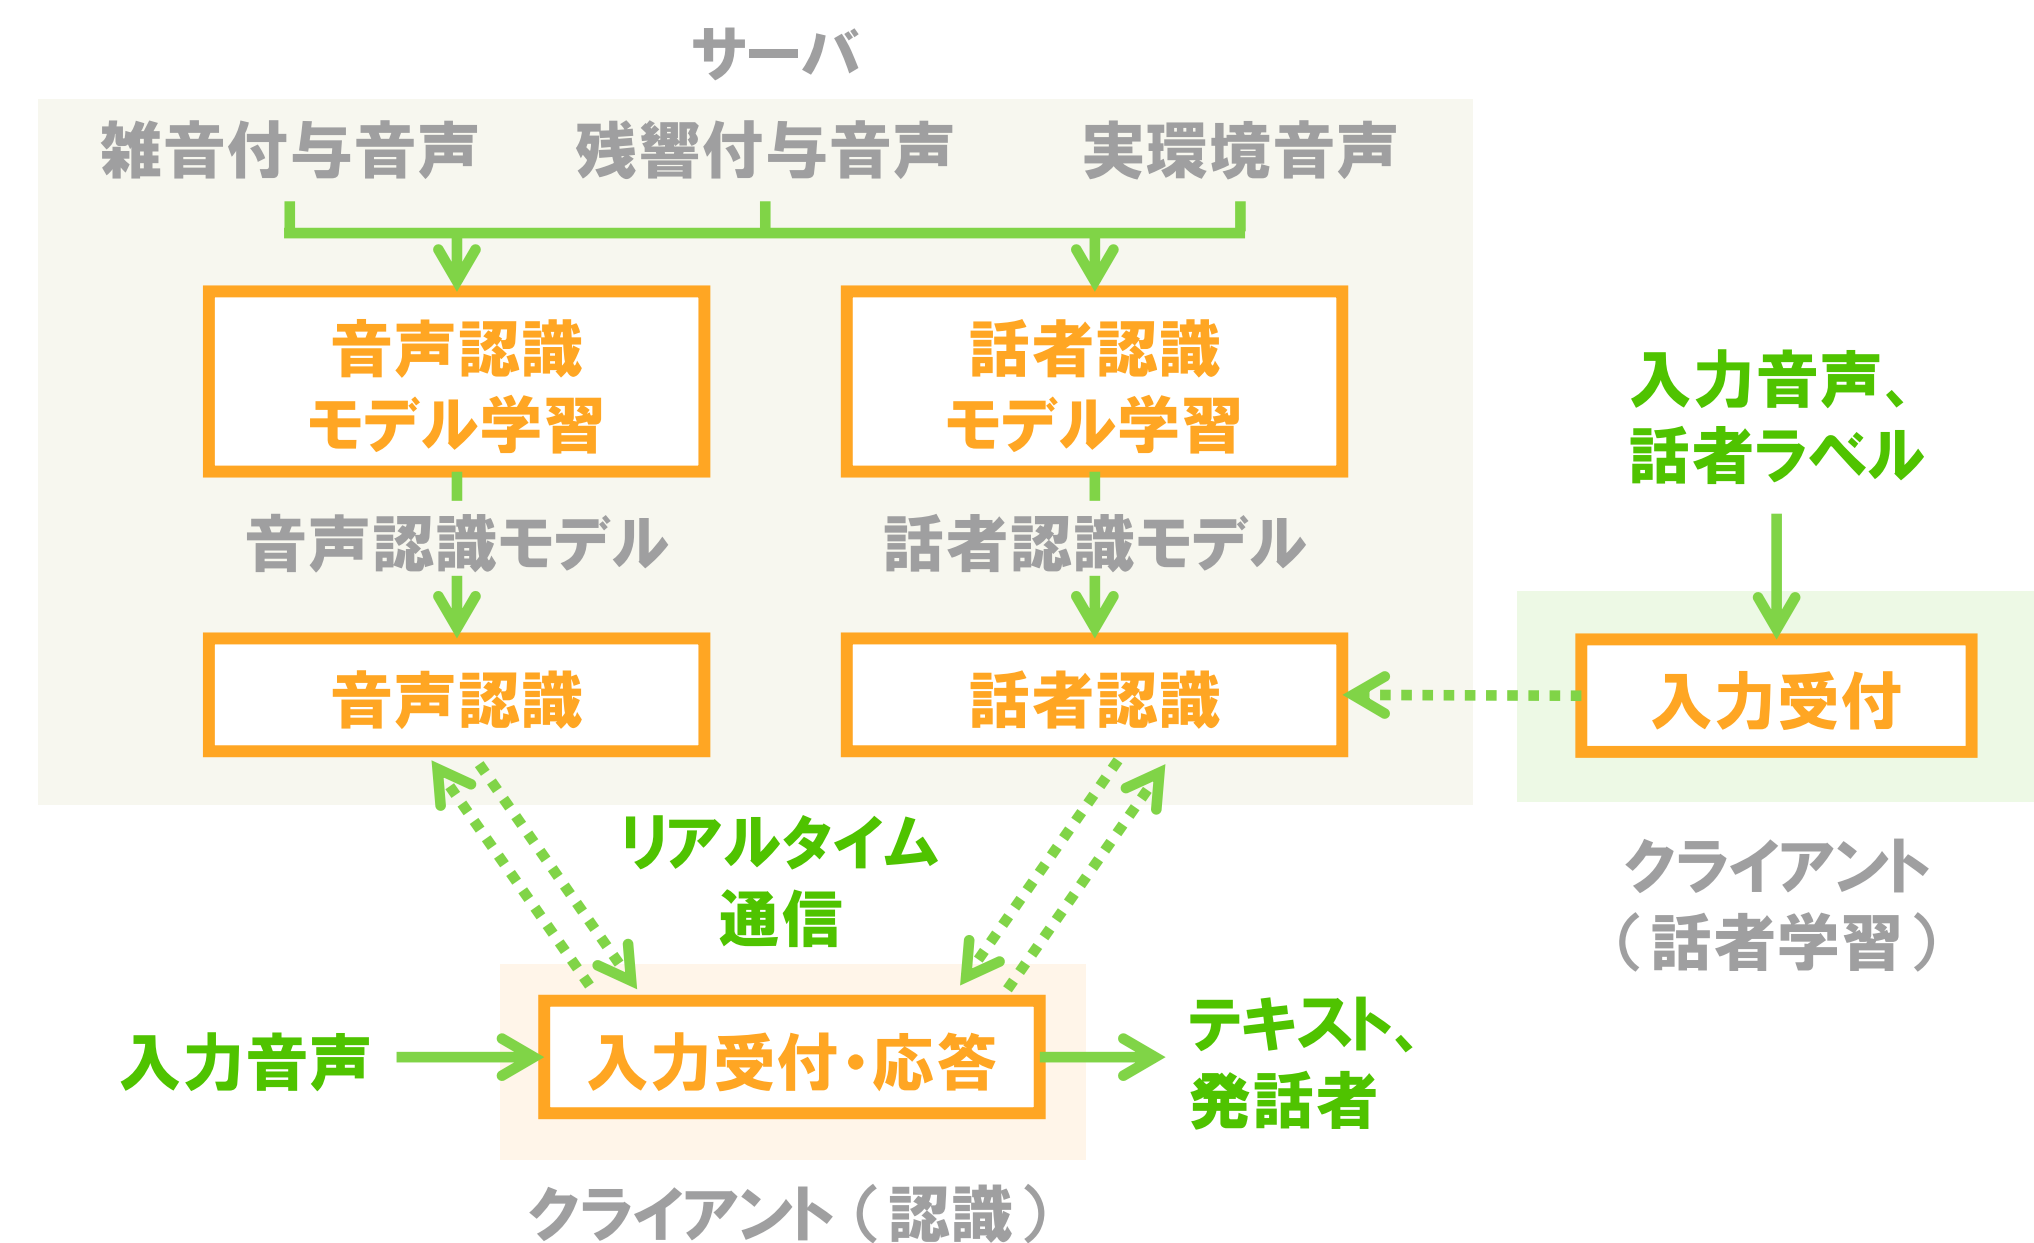 サーバ
雑音付与音声
残響付与音声
実環境音声
音声認識
モデル学習
話者認識
モデル学習
音声認識モデル
話者認識モデル
音声認識
話者認識
入力音声、
話者ラベル
入力受付
クライアント
（話者学習）
リアルタイム
通信
入力音声
入力受付・応答
テキスト、
発話者
クライアント（認識）